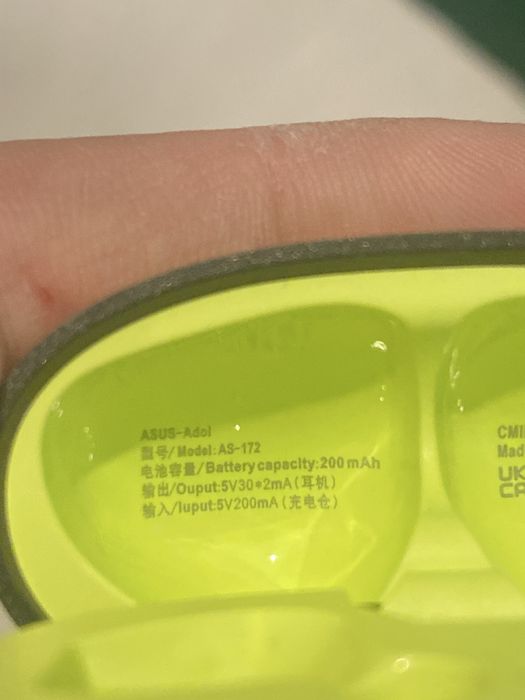 ASUS-Adol
型号/Model:AS-172
电池容量/Battery capacity:200 mAh
输出/Ouput:5V30*2mA(耳机)
输入/Iuput:5V200mA(充电仓)
CMI
Mad
UK
CA